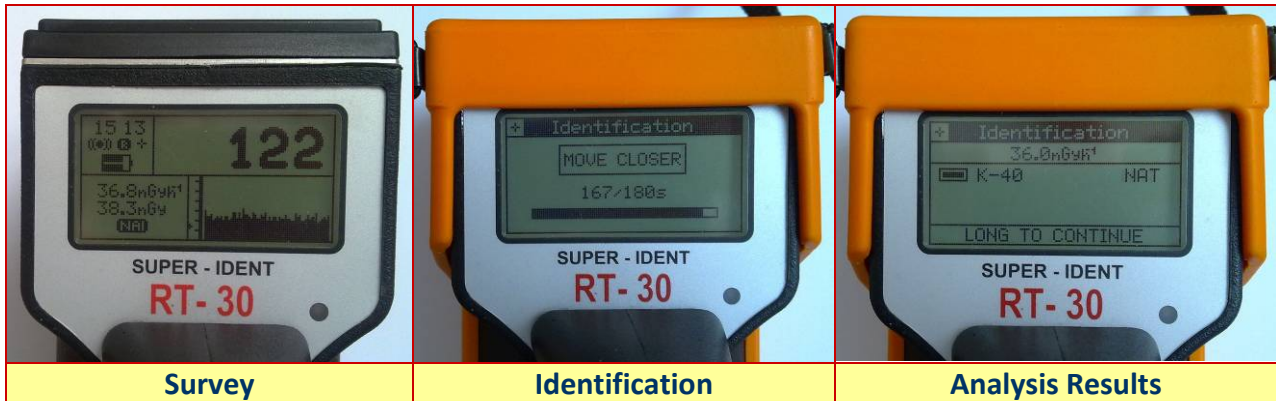 15 13
122
36.8nGyh⁻¹
38.3nGy
NAI
SUPER - IDENT
RT- 30
Survey
Identification
MOVE CLOSER
167/180s
SUPER - IDENT
RT- 30
Identification
Identification
36.0nGyh⁻¹
K-40 NAT
LONG TO CONTINUE
SUPER - IDENT
RT- 30
Analysis Results